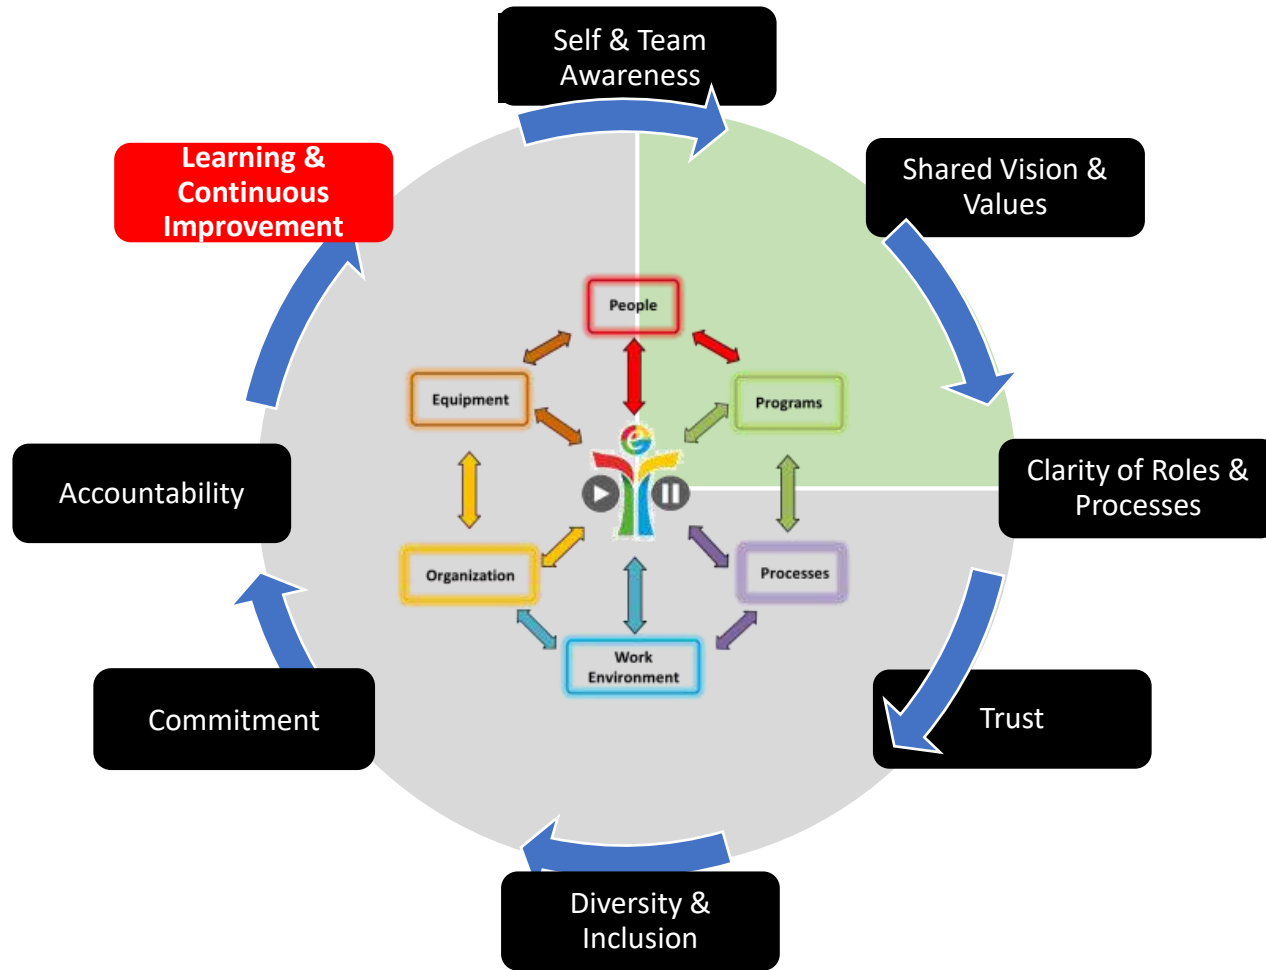 Self & Team
Awareness
Learning &
Continuous
Improvement
Shared Vision &
Values
People
Equipment
Programs
e
Accountability
Clarity of Roles &
Processes
Organization
Processes
Work
Environment
Commitment
Trust
Diversity &
Inclusion